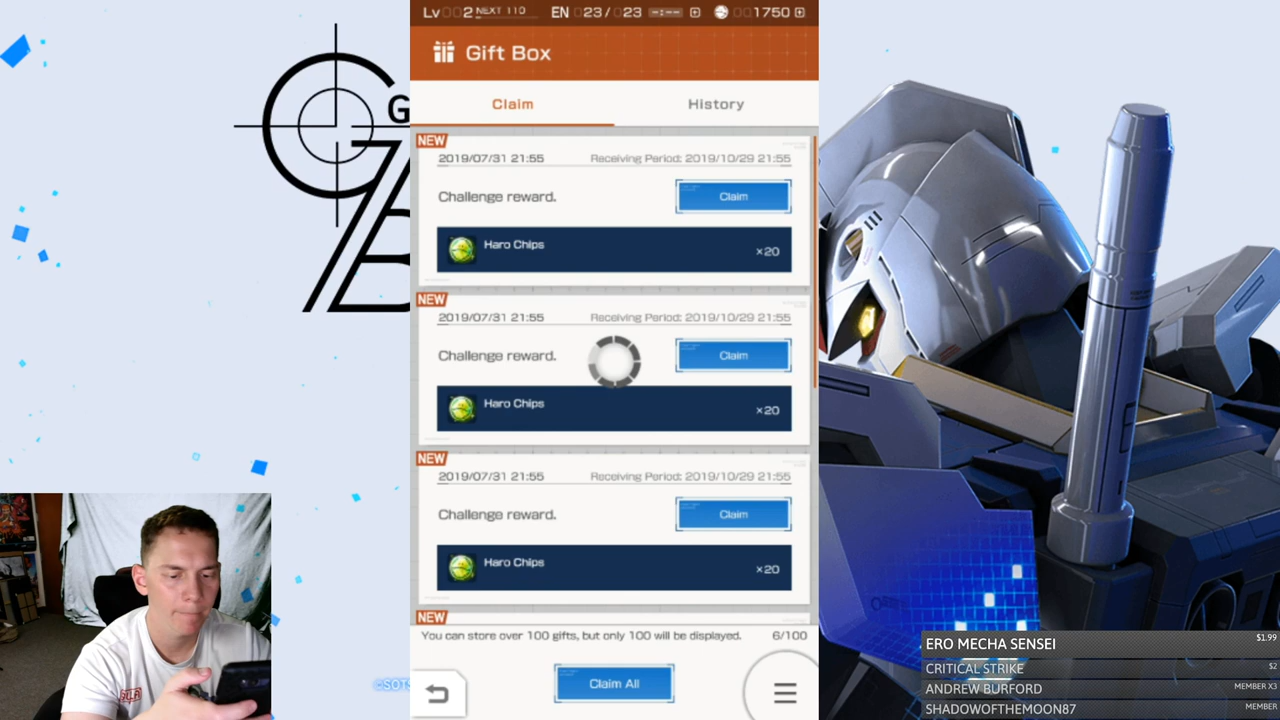 Lv 002 NEXT 110 EN 023/023 001750
Gift Box
Claim
History
NEW
2019/07/31 21:55 Receiving Period: 2019/10/29 21:55
Challenge reward.
Claim
Haro Chips
×20
NEW
2019/07/31 21:55 Receiving Period: 2019/10/29 21:55
Challenge reward.
Claim
Haro Chips
×20
NEW
2019/07/31 21:55 Receiving Period: 2019/10/29 21:55
Challenge reward.
Claim
Haro Chips
×20
NEW
You can store over 100 gifts, but only 100 will be displayed. 6/100
Claim All
ERO MECHA SENSEI $1.99
CRITICAL STRIKE $2
ANDREW BURFORD MEMBER X3
SHADOWOFTHEMOON87 MEMBER